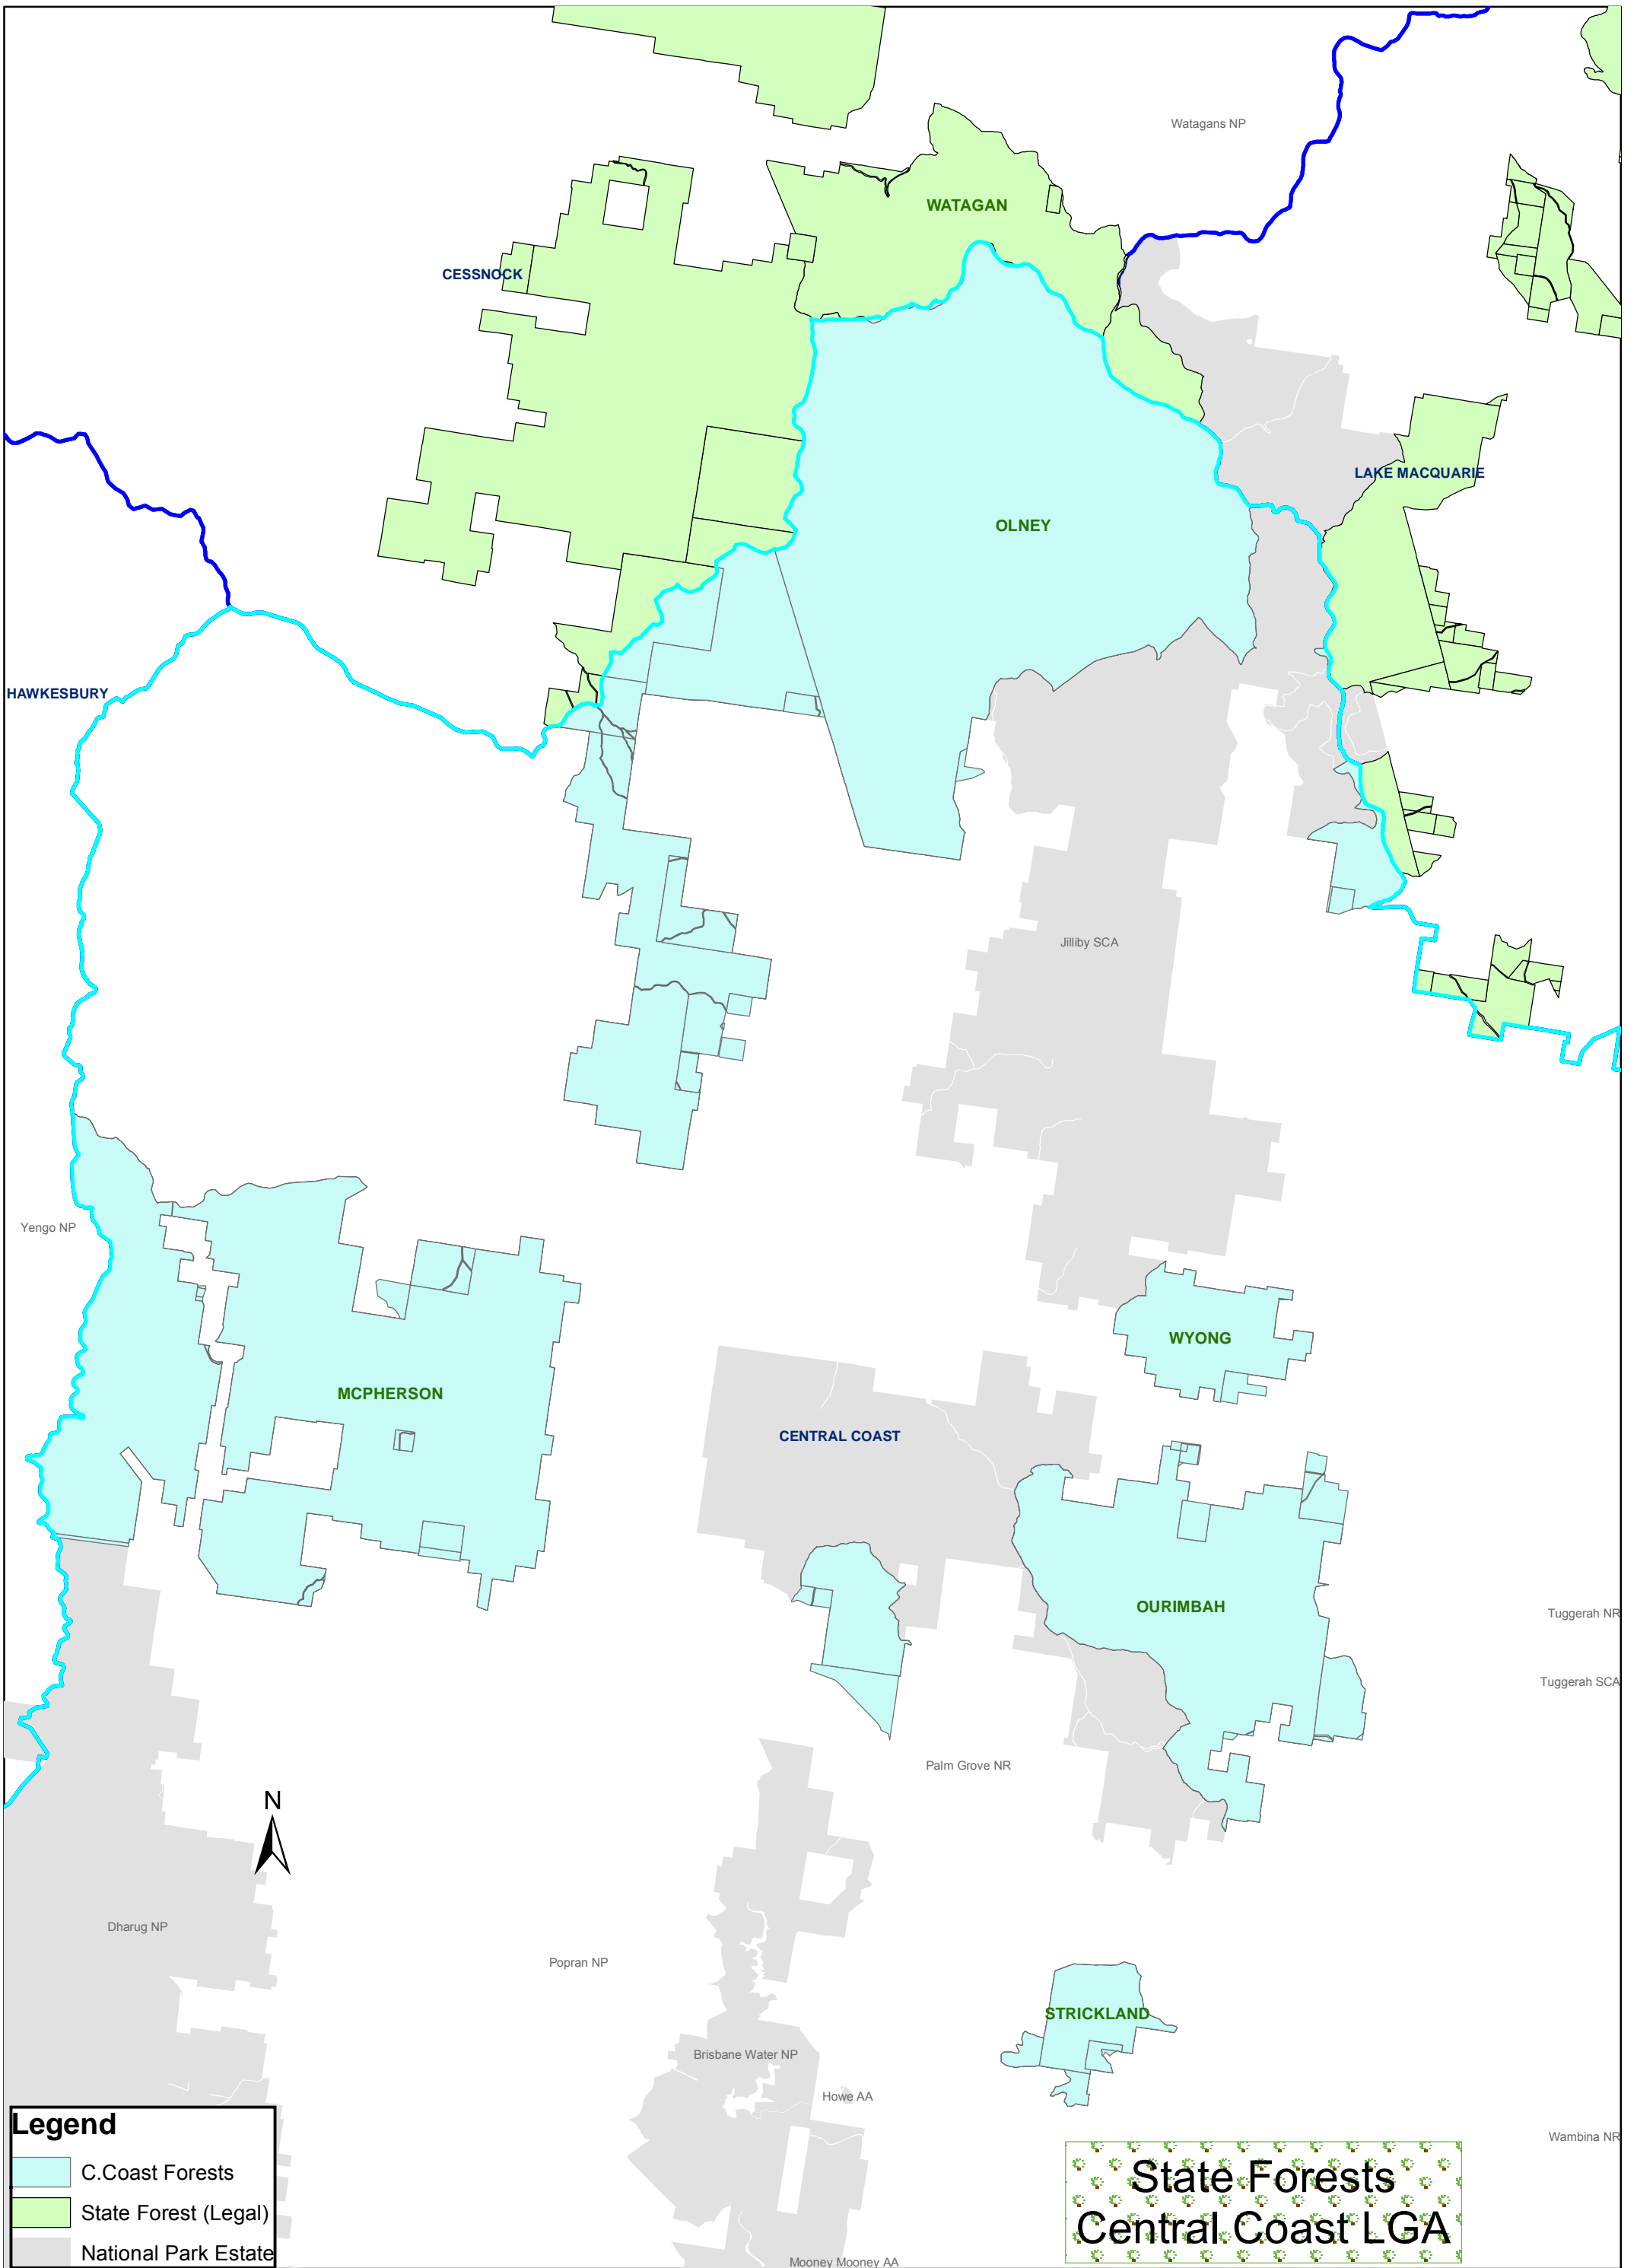 Watagans NP
WATAGAN
CESSNOCK
LAKE MACQUARIE
OLNEY
HAWKESBURY
Jilliby SCA
Yengo NP
WYONG
MCPHERSON
CENTRAL COAST
OURIMBAH
Tuggerah NR
Tuggerah SCA
Palm Grove NR
N
Dharug NP
Popran NP
STRICKLAND
Brisbane Water NP
Howe AA
Wambina NR
Legend
C.Coast Forests
State Forest (Legal)
National Park Estate
State Forests
Central Coast LGA
Mooney Mooney AA